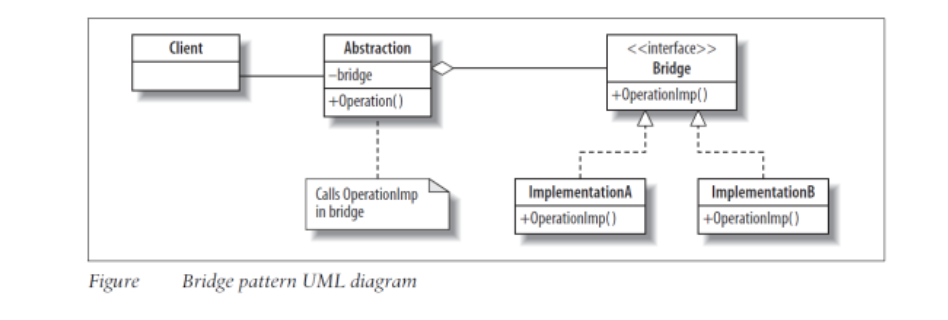 Client
Abstraction
–bridge
+Operation()
<<interface>>
Bridge
+OperationImp()
Calls OperationImp
in bridge
ImplementationA
+OperationImp()
ImplementationB
+OperationImp()
Figure Bridge pattern UML diagram